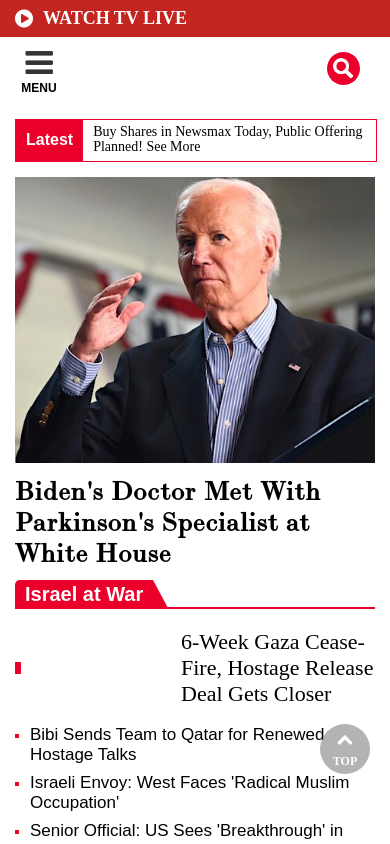 WATCH TV LIVE
MENU
Latest
Buy Shares in Newsmax Today, Public Offering
Planned! See More
Biden's Doctor Met With
Parkinson's Specialist at
White House
Israel at War
6-Week Gaza Cease-
Fire, Hostage Release
Deal Gets Closer
Bibi Sends Team to Qatar for Renewed
Hostage Talks
TOP
Israeli Envoy: West Faces 'Radical Muslim
Occupation'
Senior Official: US Sees 'Breakthrough' in